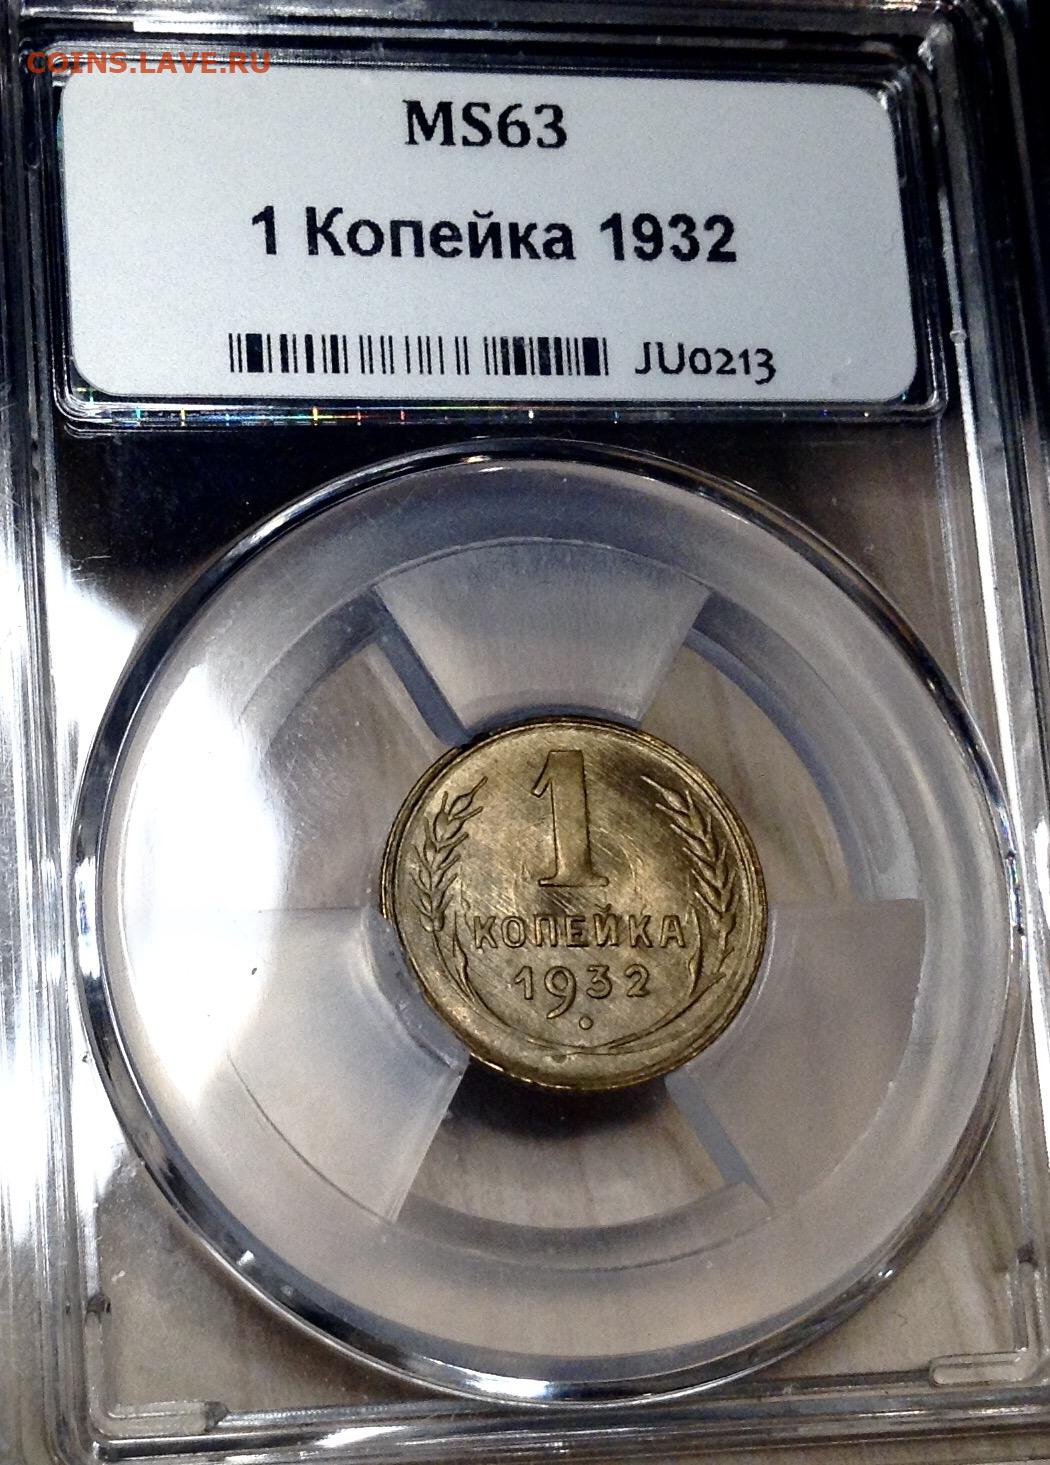 COINS.LAVE.RU
MS63
1 Копейка 1932
JU0213
1
КОПЕЙКА
1932